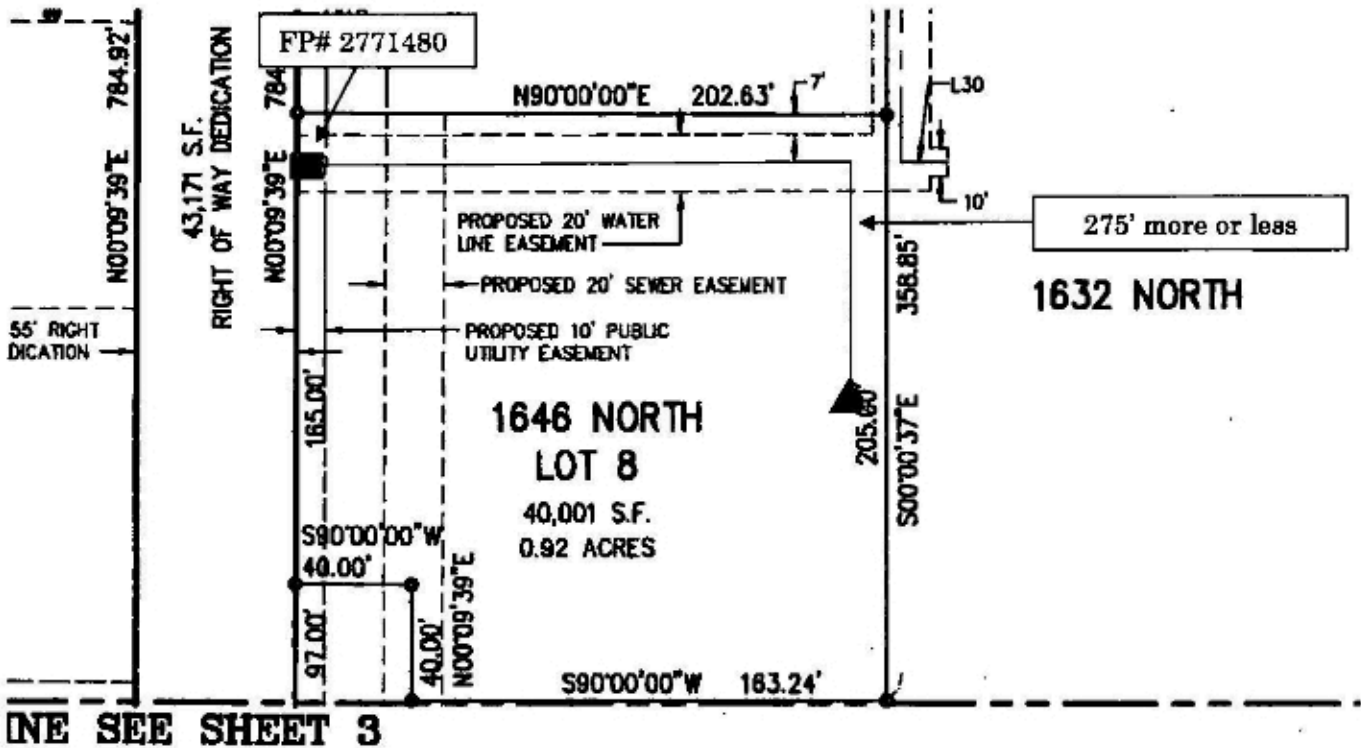 FP# 2771480
784.92'
N00°09'39"E
43,171 S.F.
RIGHT OF WAY DEDICATION
784
N00°09'39"E
N90°00'00"E 202.63'
7'
L30
10'
PROPOSED 20' WATER
LINE EASEMENT
275' more or less
PROPOSED 20' SEWER EASEMENT
358.85'
1632 NORTH
55' RIGHT
DICATION
PROPOSED 10' PUBLIC
UTILITY EASEMENT
165.00'
1646 NORTH
LOT 8
40,001 S.F.
0.92 ACRES
205.00'
S00°00'37"E
S90°00'00"W
40.00'
97.00'
40.00'
N00°09'39"E
S90°00'00"W 163.24'
INE SEE SHEET 3